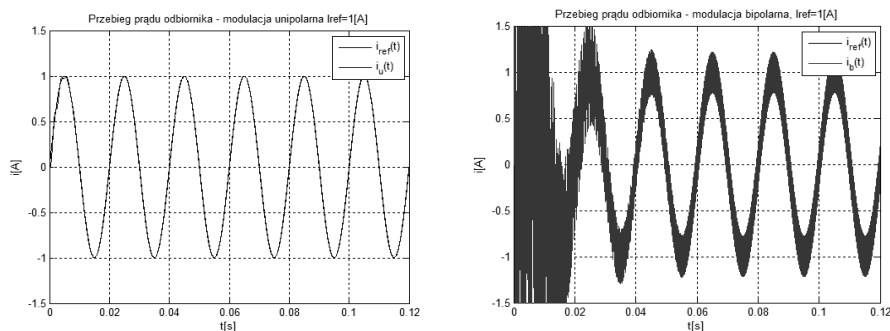 Przebieg prądu odbiornika - modulacja unipolarna Iref=1[A]
1.5
1
0.5
0
-0.5
-1
-1.5
i[A]
0
0.02
0.04
0.06
0.08
0.1
0.12
t[s]
iref(t)
iu(t)
Przebieg prądu odbiornika - modulacja bipolarna, Iref=1[A]
1.5
1
0.5
0
-0.5
-1
-1.5
i[A]
0
0.02
0.04
0.06
0.08
0.1
0.12
t[s]
iref(t)
ib(t)